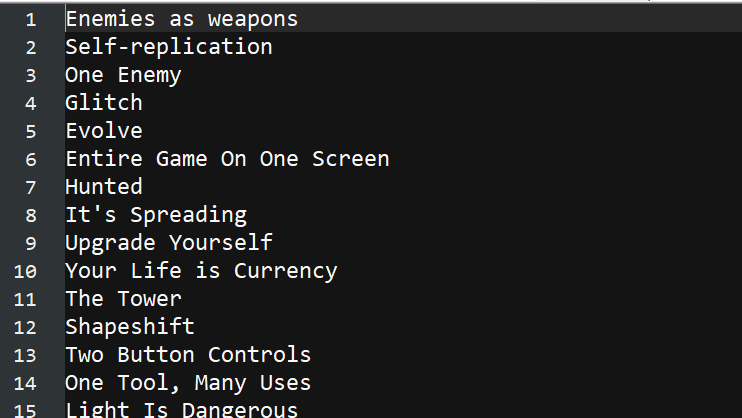 1 Enemies as weapons
2 Self-replication
3 One Enemy
4 Glitch
5 Evolve
6 Entire Game On One Screen
7 Hunted
8 It's Spreading
9 Upgrade Yourself
10 Your Life is Currency
11 The Tower
12 Shapeshift
13 Two Button Controls
14 One Tool, Many Uses
15 Light Is Dangerous